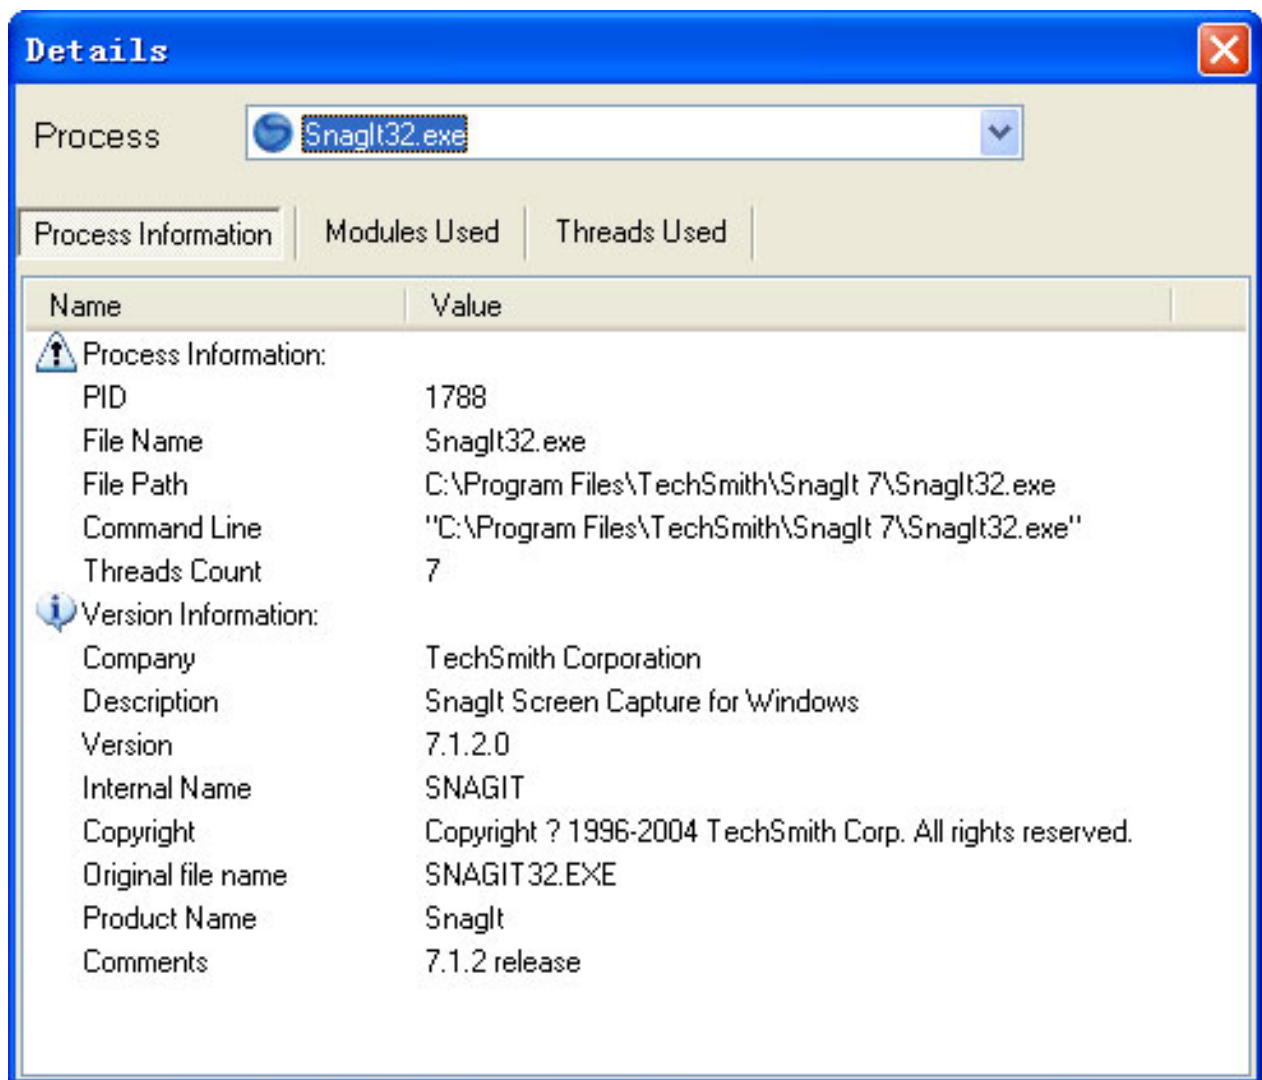 Details
Process SnagIt32.exe
Process Information Modules Used Threads Used
Name Value
Process Information:
PID 1788
File Name SnagIt32.exe
File Path C:\Program Files\TechSmith\SnagIt 7\SnagIt32.exe
Command Line "C:\Program Files\TechSmith\SnagIt 7\SnagIt32.exe"
Threads Count 7
Version Information:
Company TechSmith Corporation
Description SnagIt Screen Capture for Windows
Version 7.1.2.0
Internal Name SNAGIT
Copyright Copyright ? 1996-2004 TechSmith Corp. All rights reserved.
Original file name SNAGIT32.EXE
Product Name SnagIt
Comments 7.1.2 release